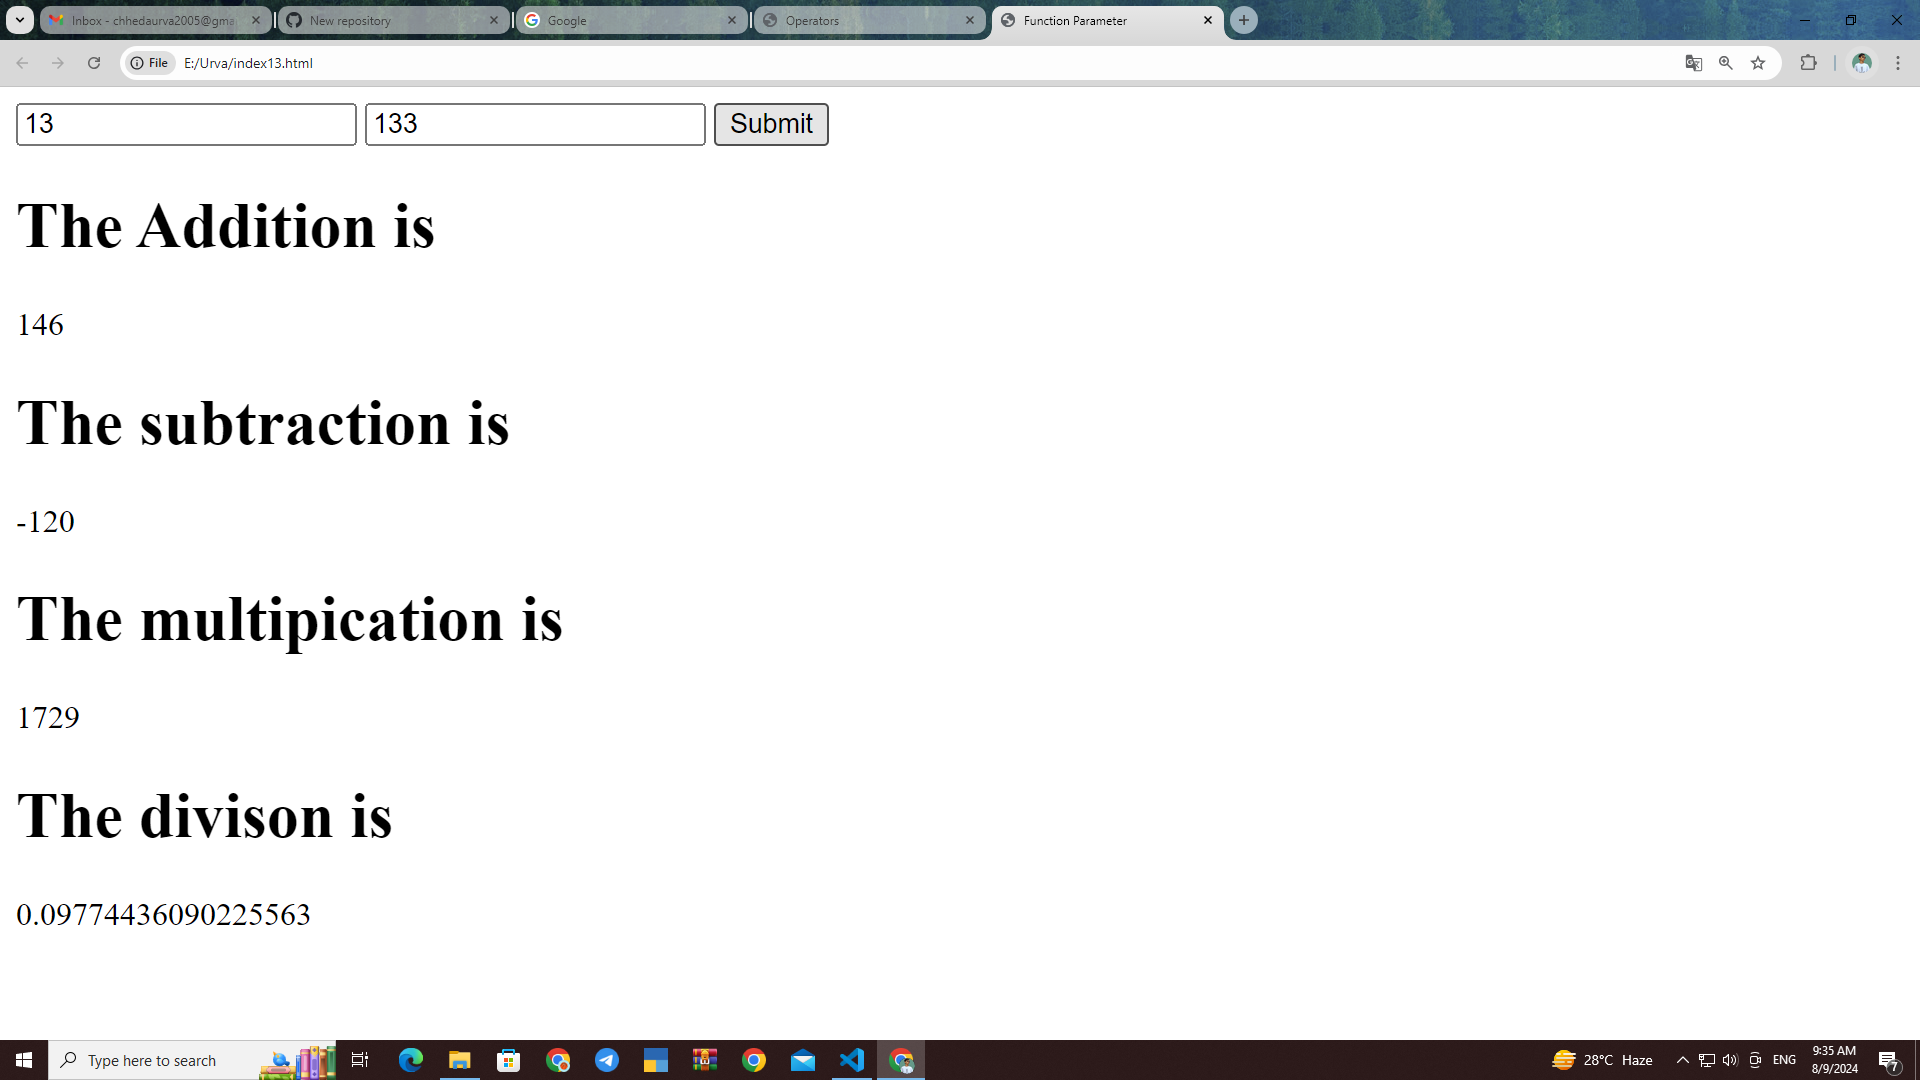 Inbox - chhedaurva2005@gma
New repository
Google
Operators
Function Parameter
File
E:/Urva/index13.html
13
133
Submit
The Addition is
146
The subtraction is
-120
The multipication is
1729
The divison is
0.09774436090225563
Type here to search
28°C Haze
ENG
9:35 AM
8/9/2024
7